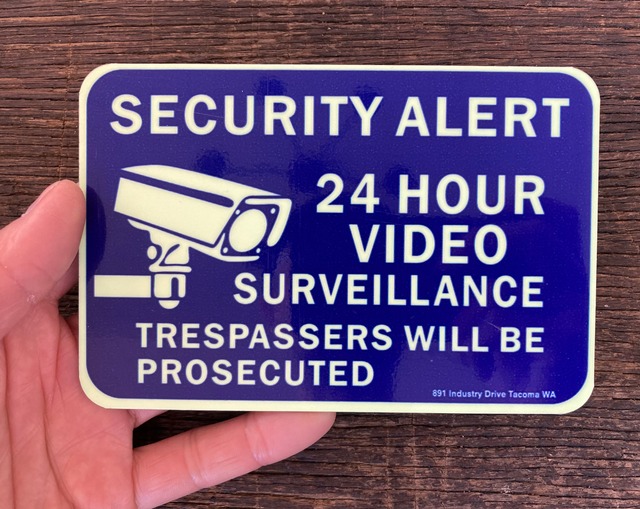 SECURITY ALERT
24 HOUR
VIDEO
SURVEILLANCE
TRESPASSERS WILL BE
PROSECUTED
891 Industry Drive Tacoma WA